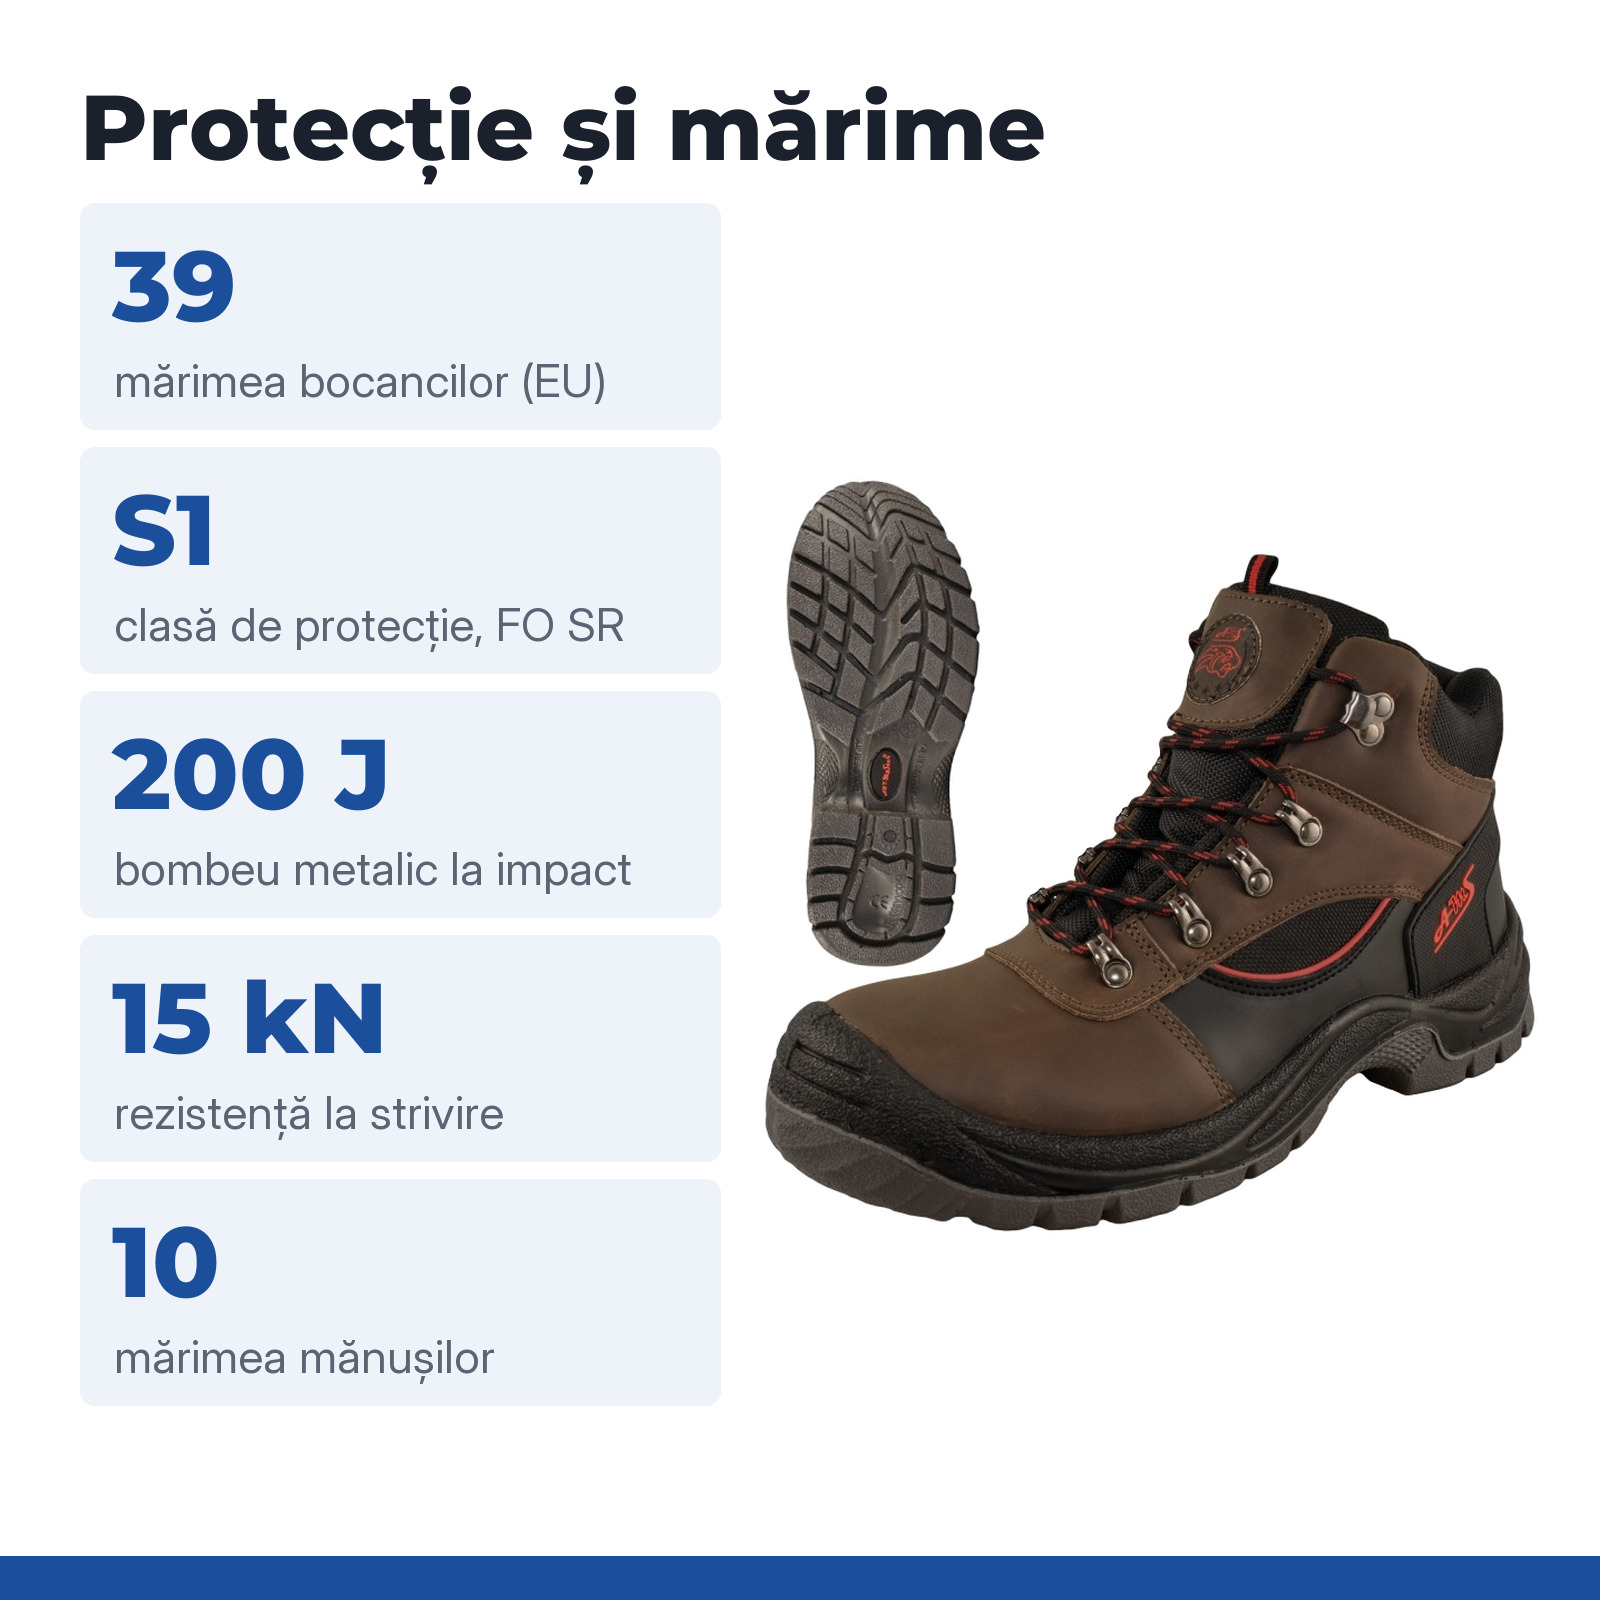 Protecție și mărime
39
mărimea bocancilor (EU)
S1
clasă de protecție, FO SR
200 J
bombeu metalic la impact
15 kN
rezistență la strivire
10
mărimea mănușilor